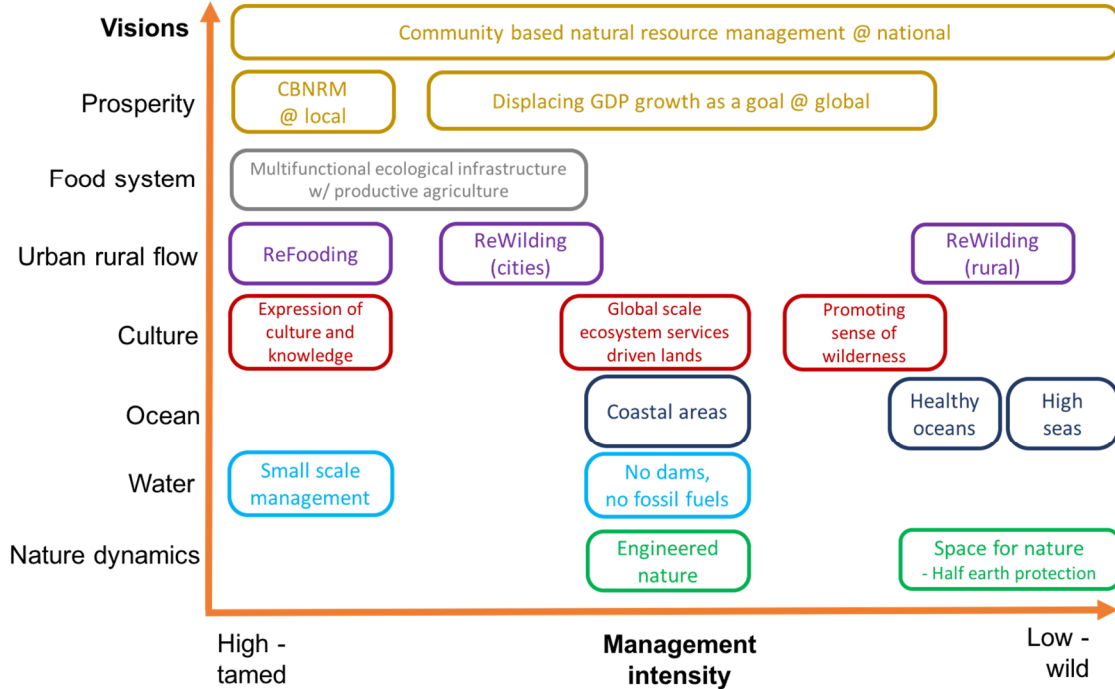 Visions
Community based natural resource management @ national
Prosperity
CBNRM
@ local
Displacing GDP growth as a goal @ global
Food system
Multifunctional ecological infrastructure
w/ productive agriculture
Urban rural flow
ReFooding
ReWilding
(cities)
ReWilding
(rural)
Culture
Expression of
culture and
knowledge
Global scale
ecosystem services
driven lands
Promoting
sense of
wilderness
Ocean
Coastal areas
Healthy
oceans
High
seas
Water
Small scale
management
No dams,
no fossil fuels
Nature dynamics
Engineered
nature
Space for nature
- Half earth protection
High -
tamed
Management
intensity
Low -
wild